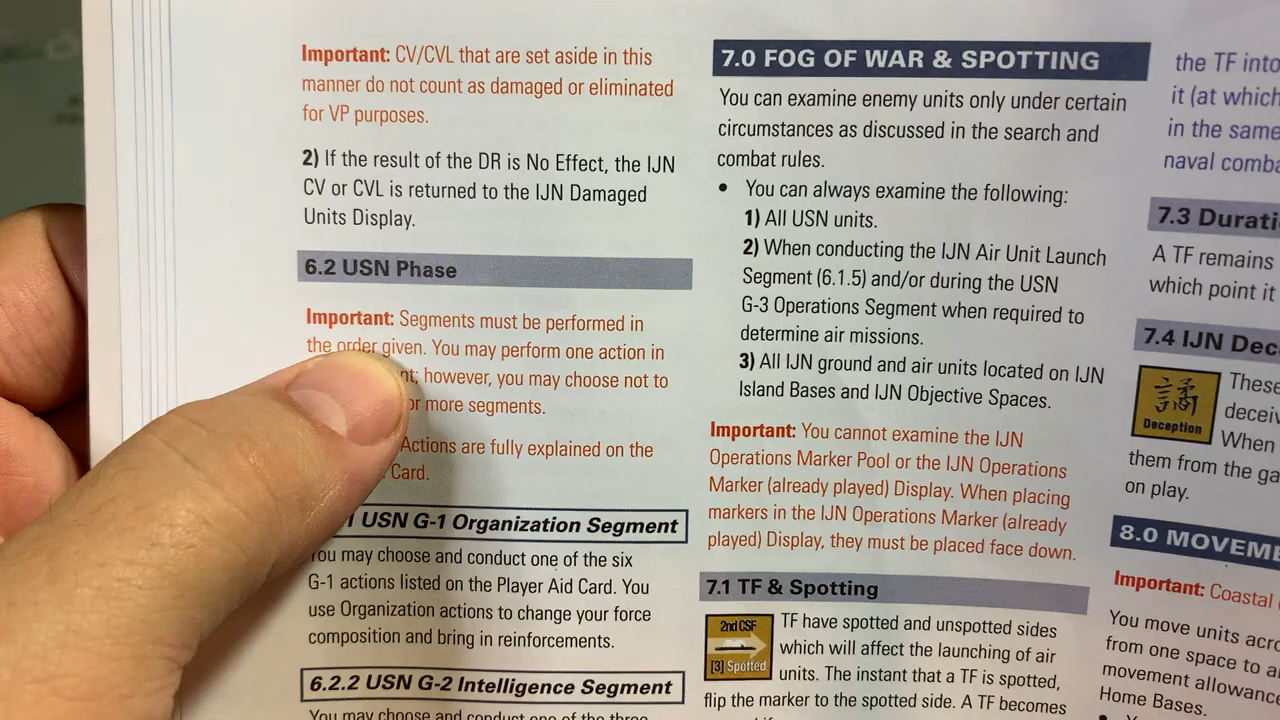 Important: CV/CVL that are set aside in this
manner do not count as damaged or eliminated
for VP purposes.
2) If the result of the DR is No Effect, the IJN
CV or CVL is returned to the IJN Damaged
Units Display.
6.2 USN Phase
Important: Segments must be performed in
the order given. You may perform one action in
however, you may choose not to
or more segments.
Actions are fully explained on the
Card.
USN G-1 Organization Segment
You may choose and conduct one of the six
G-1 actions listed on the Player Aid Card. You
use Organization actions to change your force
composition and bring in reinforcements.
6.2.2 USN G-2 Intelligence Segment
You may choose and conduct one of the three
7.0 FOG OF WAR & SPOTTING
You can examine enemy units only under certain
circumstances as discussed in the search and
combat rules.
• You can always examine the following:
1) All USN units.
2) When conducting the IJN Air Unit Launch
Segment (6.1.5) and/or during the USN
G-3 Operations Segment when required to
determine air missions.
3) All IJN ground and air units located on IJN
Island Bases and IJN Objective Spaces.
Important: You cannot examine the IJN
Operations Marker Pool or the IJN Operations
Marker (already played) Display. When placing
markers in the IJN Operations Marker (already
played) Display, they must be placed face down.
7.1 TF & Spotting
2nd CSF
[3] Spotted
TF have spotted and unspotted sides
which will affect the launching of air
units. The instant that a TF is spotted,
flip the marker to the spotted side. A TF becomes
the TF into
it (at which
in the same
naval
7.3
A TF remains
which point it
7.4 IJN
Deception
These
When
them from the
on play.
8.0
Important: Coastal
You move units
from one space to a
movement
Home Bases.